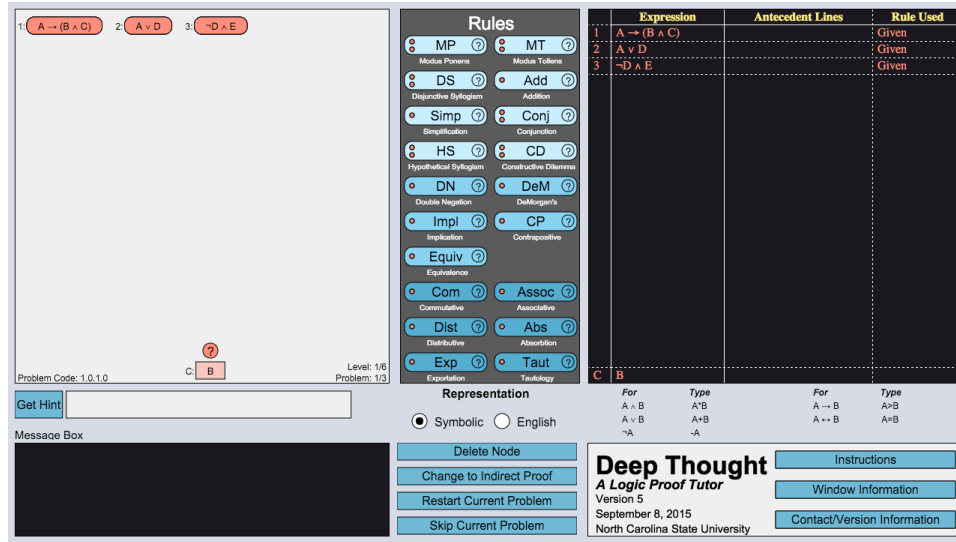 1: A → (B ∧ C) 2: A ∨ D 3: ¬D ∧ E
?
C: B
Problem Code: 1.0.1.0
Level: 1/6
Problem: 1/3
Get Hint
Message Box
Rules
MP ? MT ?
Modus Ponens Modus Tollens
DS ? Add ?
Disjunctive Syllogism Addition
Simp ? Conj ?
Simplification Conjunction
HS ? CD ?
Hypothetical Syllogism Constructive Dilemma
DN ? DeM ?
Double Negation DeMorgan's
Impl ? CP ?
Implication Contrapositive
Equiv ?
Equivalence
Com ? Assoc ?
Commutative Associative
Dist ? Abs ?
Distributive Absorbtion
Exp ? Taut ?
Exportation Tautology
Representation
Symbolic English
Delete Node
Change to Indirect Proof
Restart Current Problem
Skip Current Problem
Expression Antecedent Lines Rule Used
1 A → (B ∧ C) Given
2 A ∨ D Given
3 ¬D ∧ E Given
C B
For Type For Type
A ∧ B A*B A → B A>B
A ∨ B A+B A ↔ B A=B
¬A -A
Deep Thought
A Logic Proof Tutor
Version 5
September 8, 2015
North Carolina State University
Instructions
Window Information
Contact/Version Information